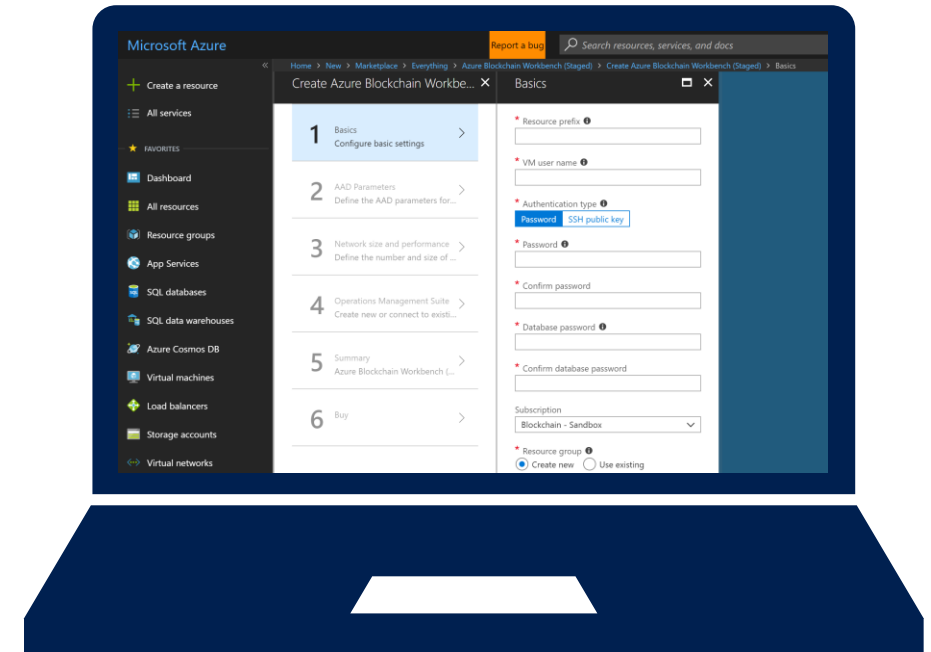 Microsoft Azure
Report a bug
Search resources, services, and docs
«
Home > New > Marketplace > Everything > Azure Blockchain Workbench (Staged) > Create Azure Blockchain Workbench (Staged) > Basics
Create a resource
All services
FAVORITES
Dashboard
All resources
Resource groups
App Services
SQL databases
SQL data warehouses
Azure Cosmos DB
Virtual machines
Load balancers
Storage accounts
Virtual networks
Create Azure Blockchain Workbe...
1 Basics
Configure basic settings
2 AAD Parameters
Define the AAD parameters for...
3 Network size and performance
Define the number and size of ...
4 Operations Management Suite
Create new or connect to existi...
5 Summary
Azure Blockchain Workbench (...
6 Buy
Basics
* Resource prefix
* VM user name
* Authentication type
Password SSH public key
* Password
* Confirm password
* Database password
* Confirm database password
Subscription
Blockchain - Sandbox
* Resource group
Create new Use existing